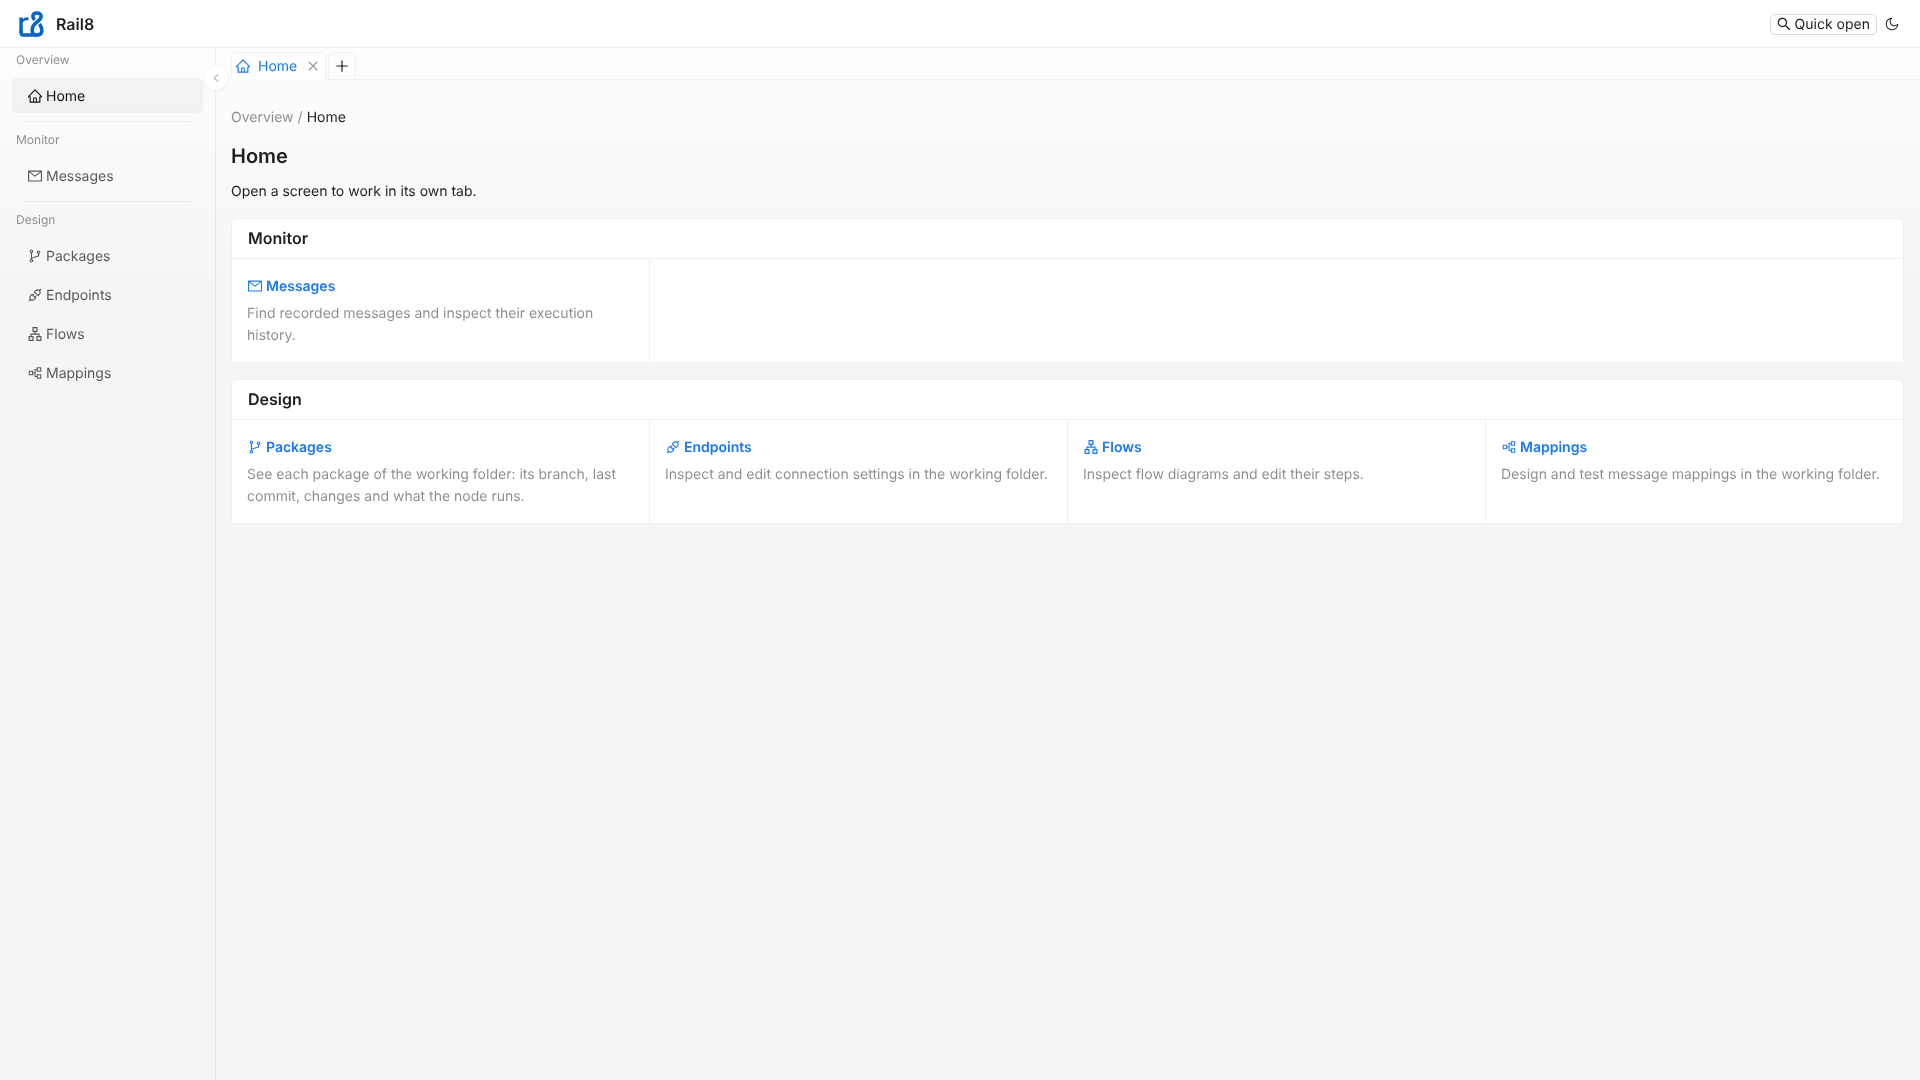 r8 Rail8
Quick open
Overview
Home
Monitor
Messages
Design
Packages
Endpoints
Flows
Mappings
Home
Overview / Home
Home
Open a screen to work in its own tab.
Monitor
Messages
Find recorded messages and inspect their execution
history.
Design
Packages
See each package of the working folder: its branch, last
commit, changes and what the node runs.
Endpoints
Inspect and edit connection settings in the working folder.
Flows
Inspect flow diagrams and edit their steps.
Mappings
Design and test message mappings in the working folder.